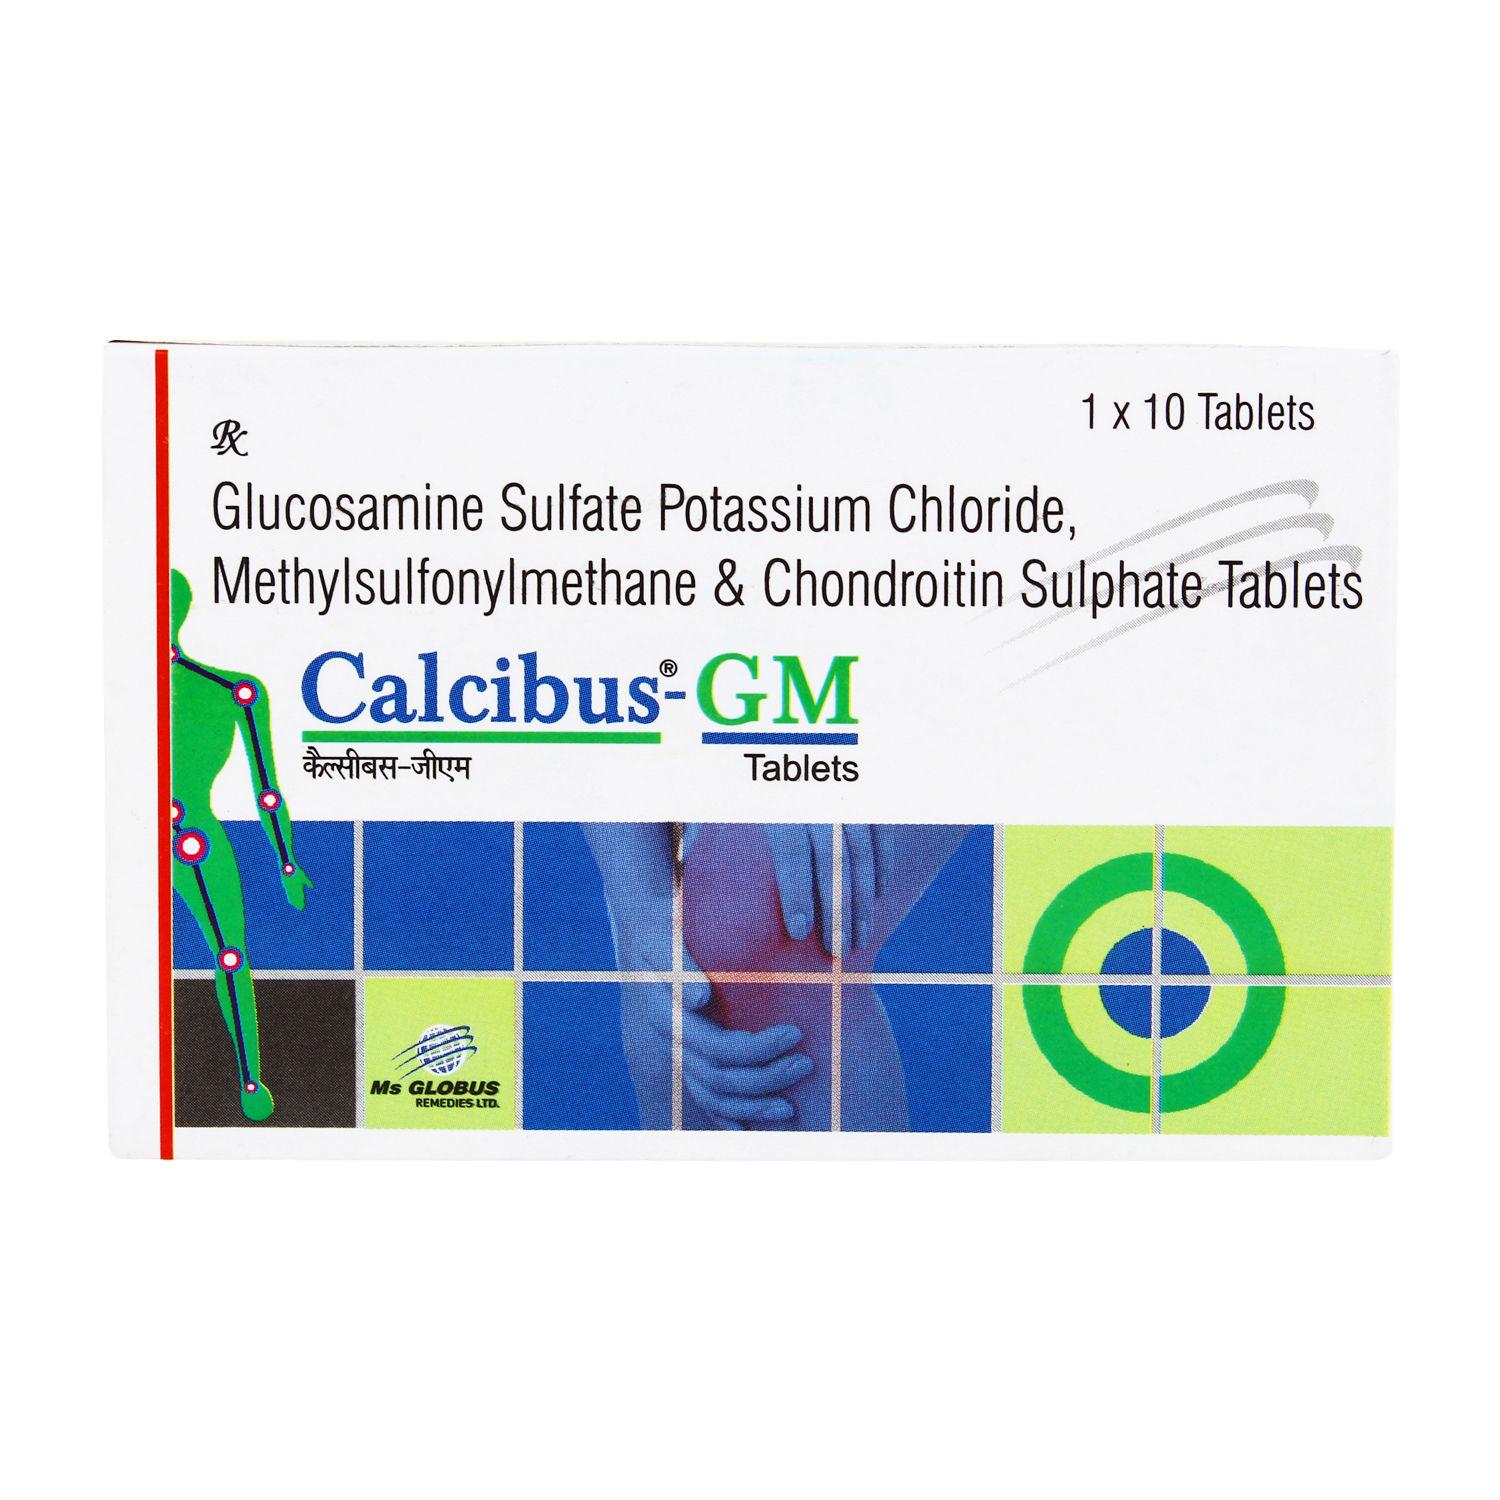 Rx
1 x 10 Tablets
Glucosamine Sulfate Potassium Chloride,
Methylsulfonylmethane & Chondroitin Sulphate Tablets
Calcibus®-GM
कैल्सीबस-जीएम
Tablets
Ms GLOBUS
REMEDIES LTD.